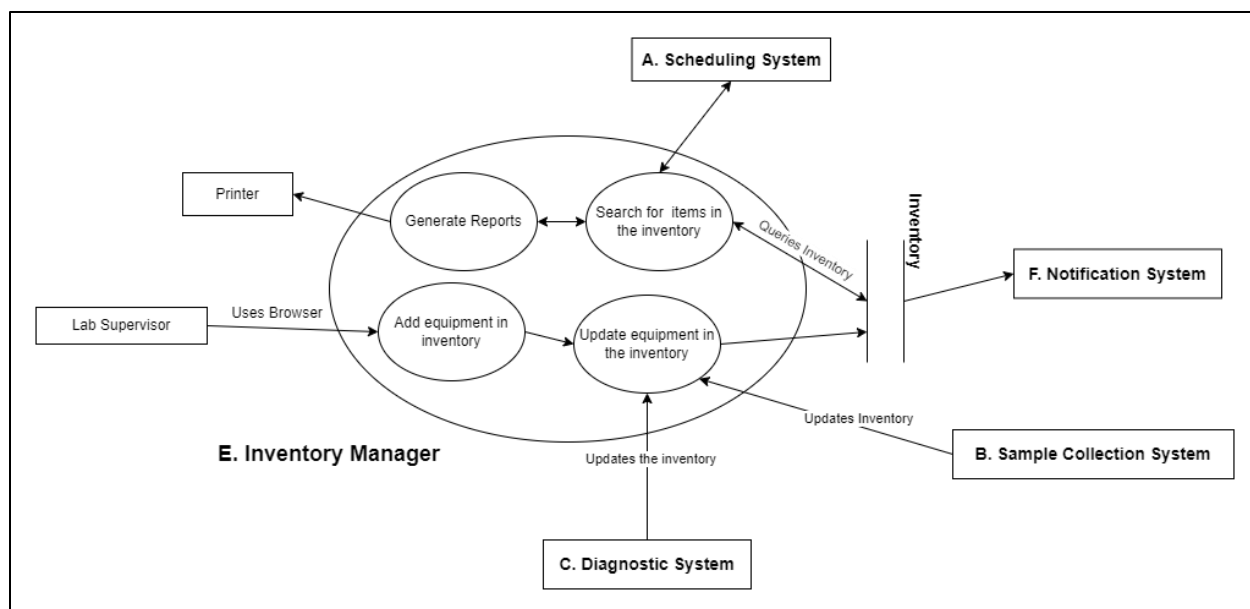 A. Scheduling System
Printer
Generate Reports
Search for items in
the inventory
Queries Inventory
Inventory
F. Notification System
Lab Supervisor
Uses Browser
Add equipment in
inventory
Update equipment in
the inventory
Updates Inventory
E. Inventory Manager
Updates the inventory
B. Sample Collection System
C. Diagnostic System